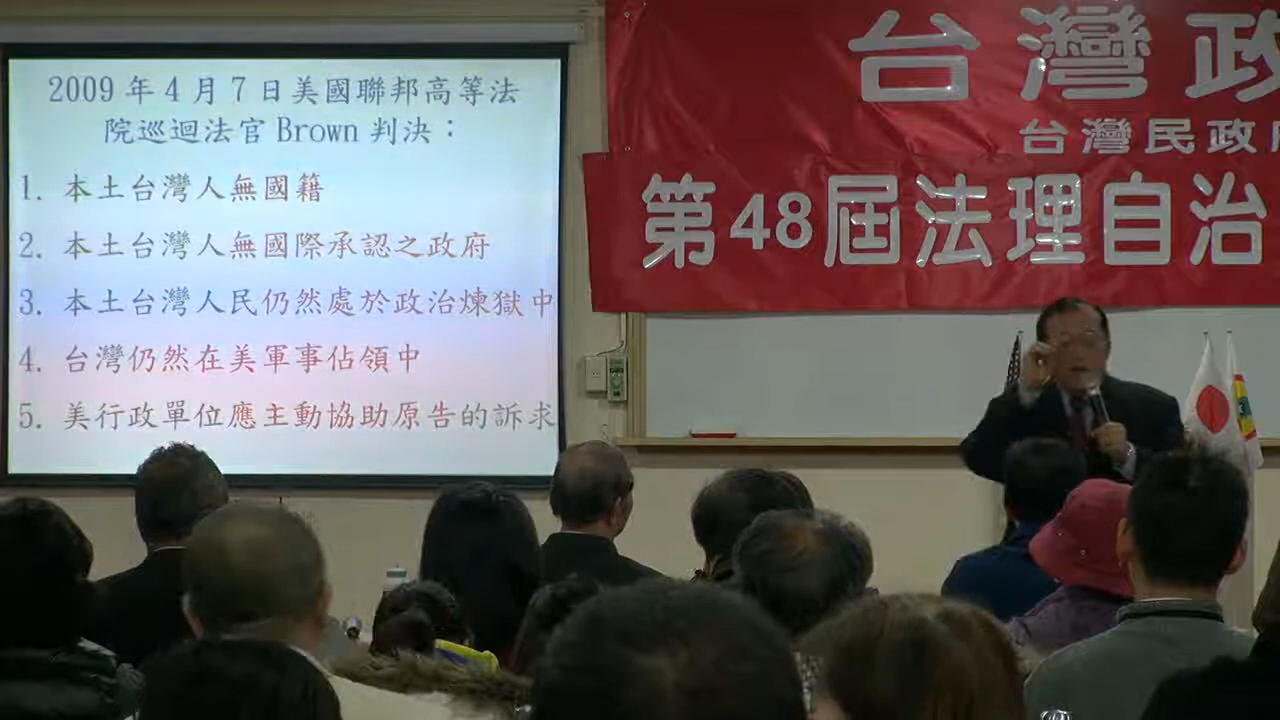 2009 年 4 月 7 日美國聯邦高等法
院巡迴法官 Brown 判決：
1. 本土台灣人無國籍
2. 本土台灣人無國際承認之政府
3. 本土台灣人民仍然處於政治煉獄中
4. 台灣仍然在美軍事佔領中
5. 美行政單位應主動協助原告的訴求
台灣政
台灣民政府
第48屆法理自治